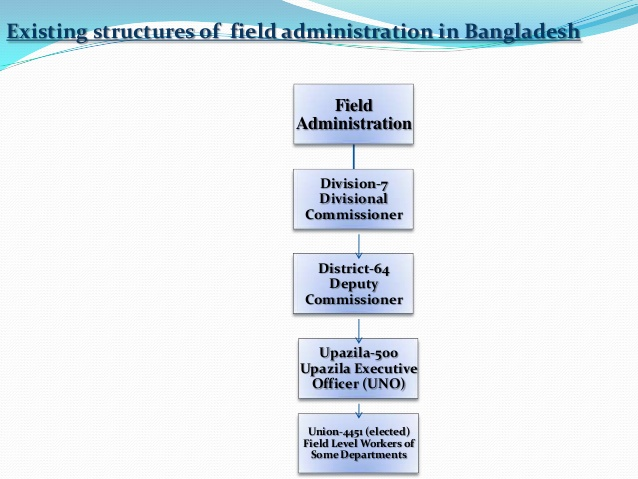 Existing structures of field administration in Bangladesh
Field
Administration
Division-7
Divisional
Commissioner
District-64
Deputy
Commissioner
Upazila-500
Upazila Executive
Officer (UNO)
Union-4451 (elected)
Field Level Workers of
Some Departments